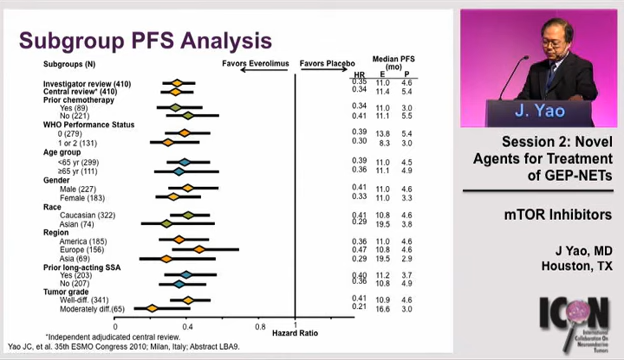 Subgroup PFS Analysis
Subgroups (N) Favors Everolimus Favors Placebo Median PFS (mo)
HR E P
Investigator review (410) 0.35 11.0 4.6
Central review* (410) 0.34 11.4 5.4
Prior chemotherapy
Yes (89) 0.34 11.0 3.0
No (221) 0.41 11.1 5.5
WHO Performance Status
0 (279) 0.39 13.8 5.4
1 or 2 (131) 0.30 8.3 3.0
Age group
<65 yr (299) 0.39 11.0 4.5
≥65 yr (111) 0.36 11.1 4.9
Gender
Male (227) 0.41 11.0 4.6
Female (183) 0.33 11.0 3.3
Race
Caucasian (322) 0.41 10.8 4.6
Asian (74) 0.29 19.5 3.8
Region
America (185) 0.36 11.0 4.6
Europe (156) 0.47 10.8 4.6
Asia (69) 0.29 19.5 2.9
Prior long-acting SSA
Yes (203) 0.40 11.2 3.7
No (207) 0.36 10.8 4.9
Tumor grade
Well-diff. (341) 0.41 10.9 4.6
Moderately diff.(65) 0.21 16.6 3.0
0 0.4 0.8 1
Hazard Ratio
*Independent adjudicated central review.
Yao JC, et al. 35th ESMO Congress 2010; Milan, Italy; Abstract LBA9.
J. Yao
Session 2: Novel
Agents for Treatment
of GEP-NETs
mTOR Inhibitors
J Yao, MD
Houston, TX
ICON
International
Collaboration On
Neuroendocrine
Tumors